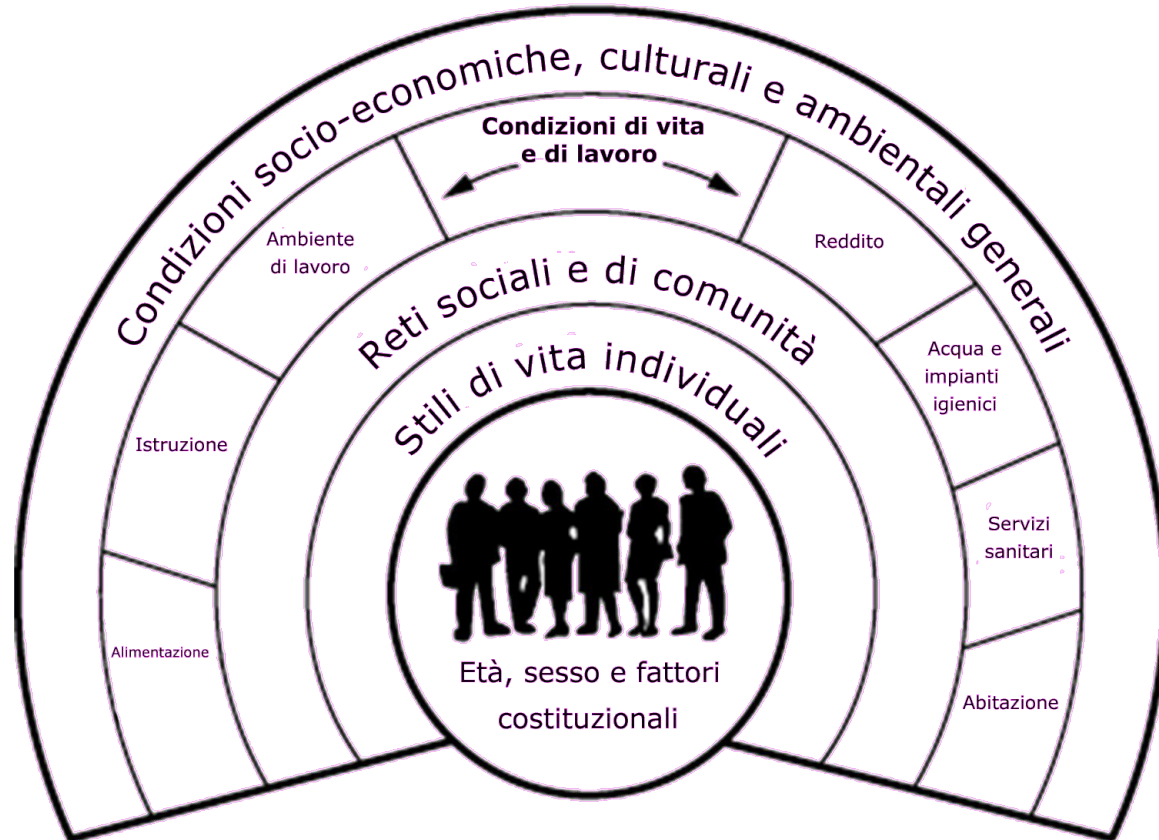 Condizioni socio-economiche, culturali e ambientali generali
Condizioni di vita
e di lavoro
Ambiente
di lavoro
Reddito
Istruzione
Acqua e
impianti
igienici
Alimentazione
Servizi
sanitari
Abitazione
Reti sociali e di comunità
Stili di vita individuali
Età, sesso e fattori
costituzionali